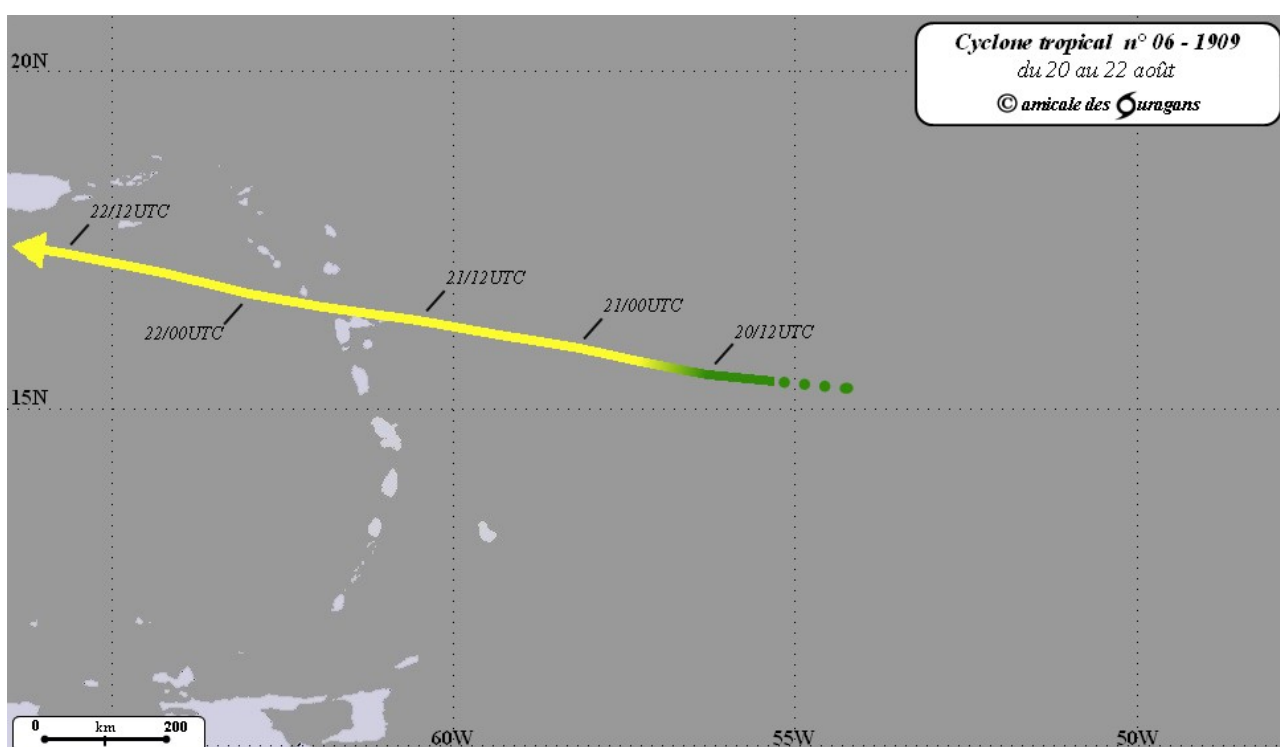 Cyclone tropical n° 06 - 1909
du 20 au 22 août
© amicale des Ouragans
20N
22/12UTC
21/12UTC
21/00UTC
22/00UTC
20/12UTC
15N
0 km 200
60W
55W
50W